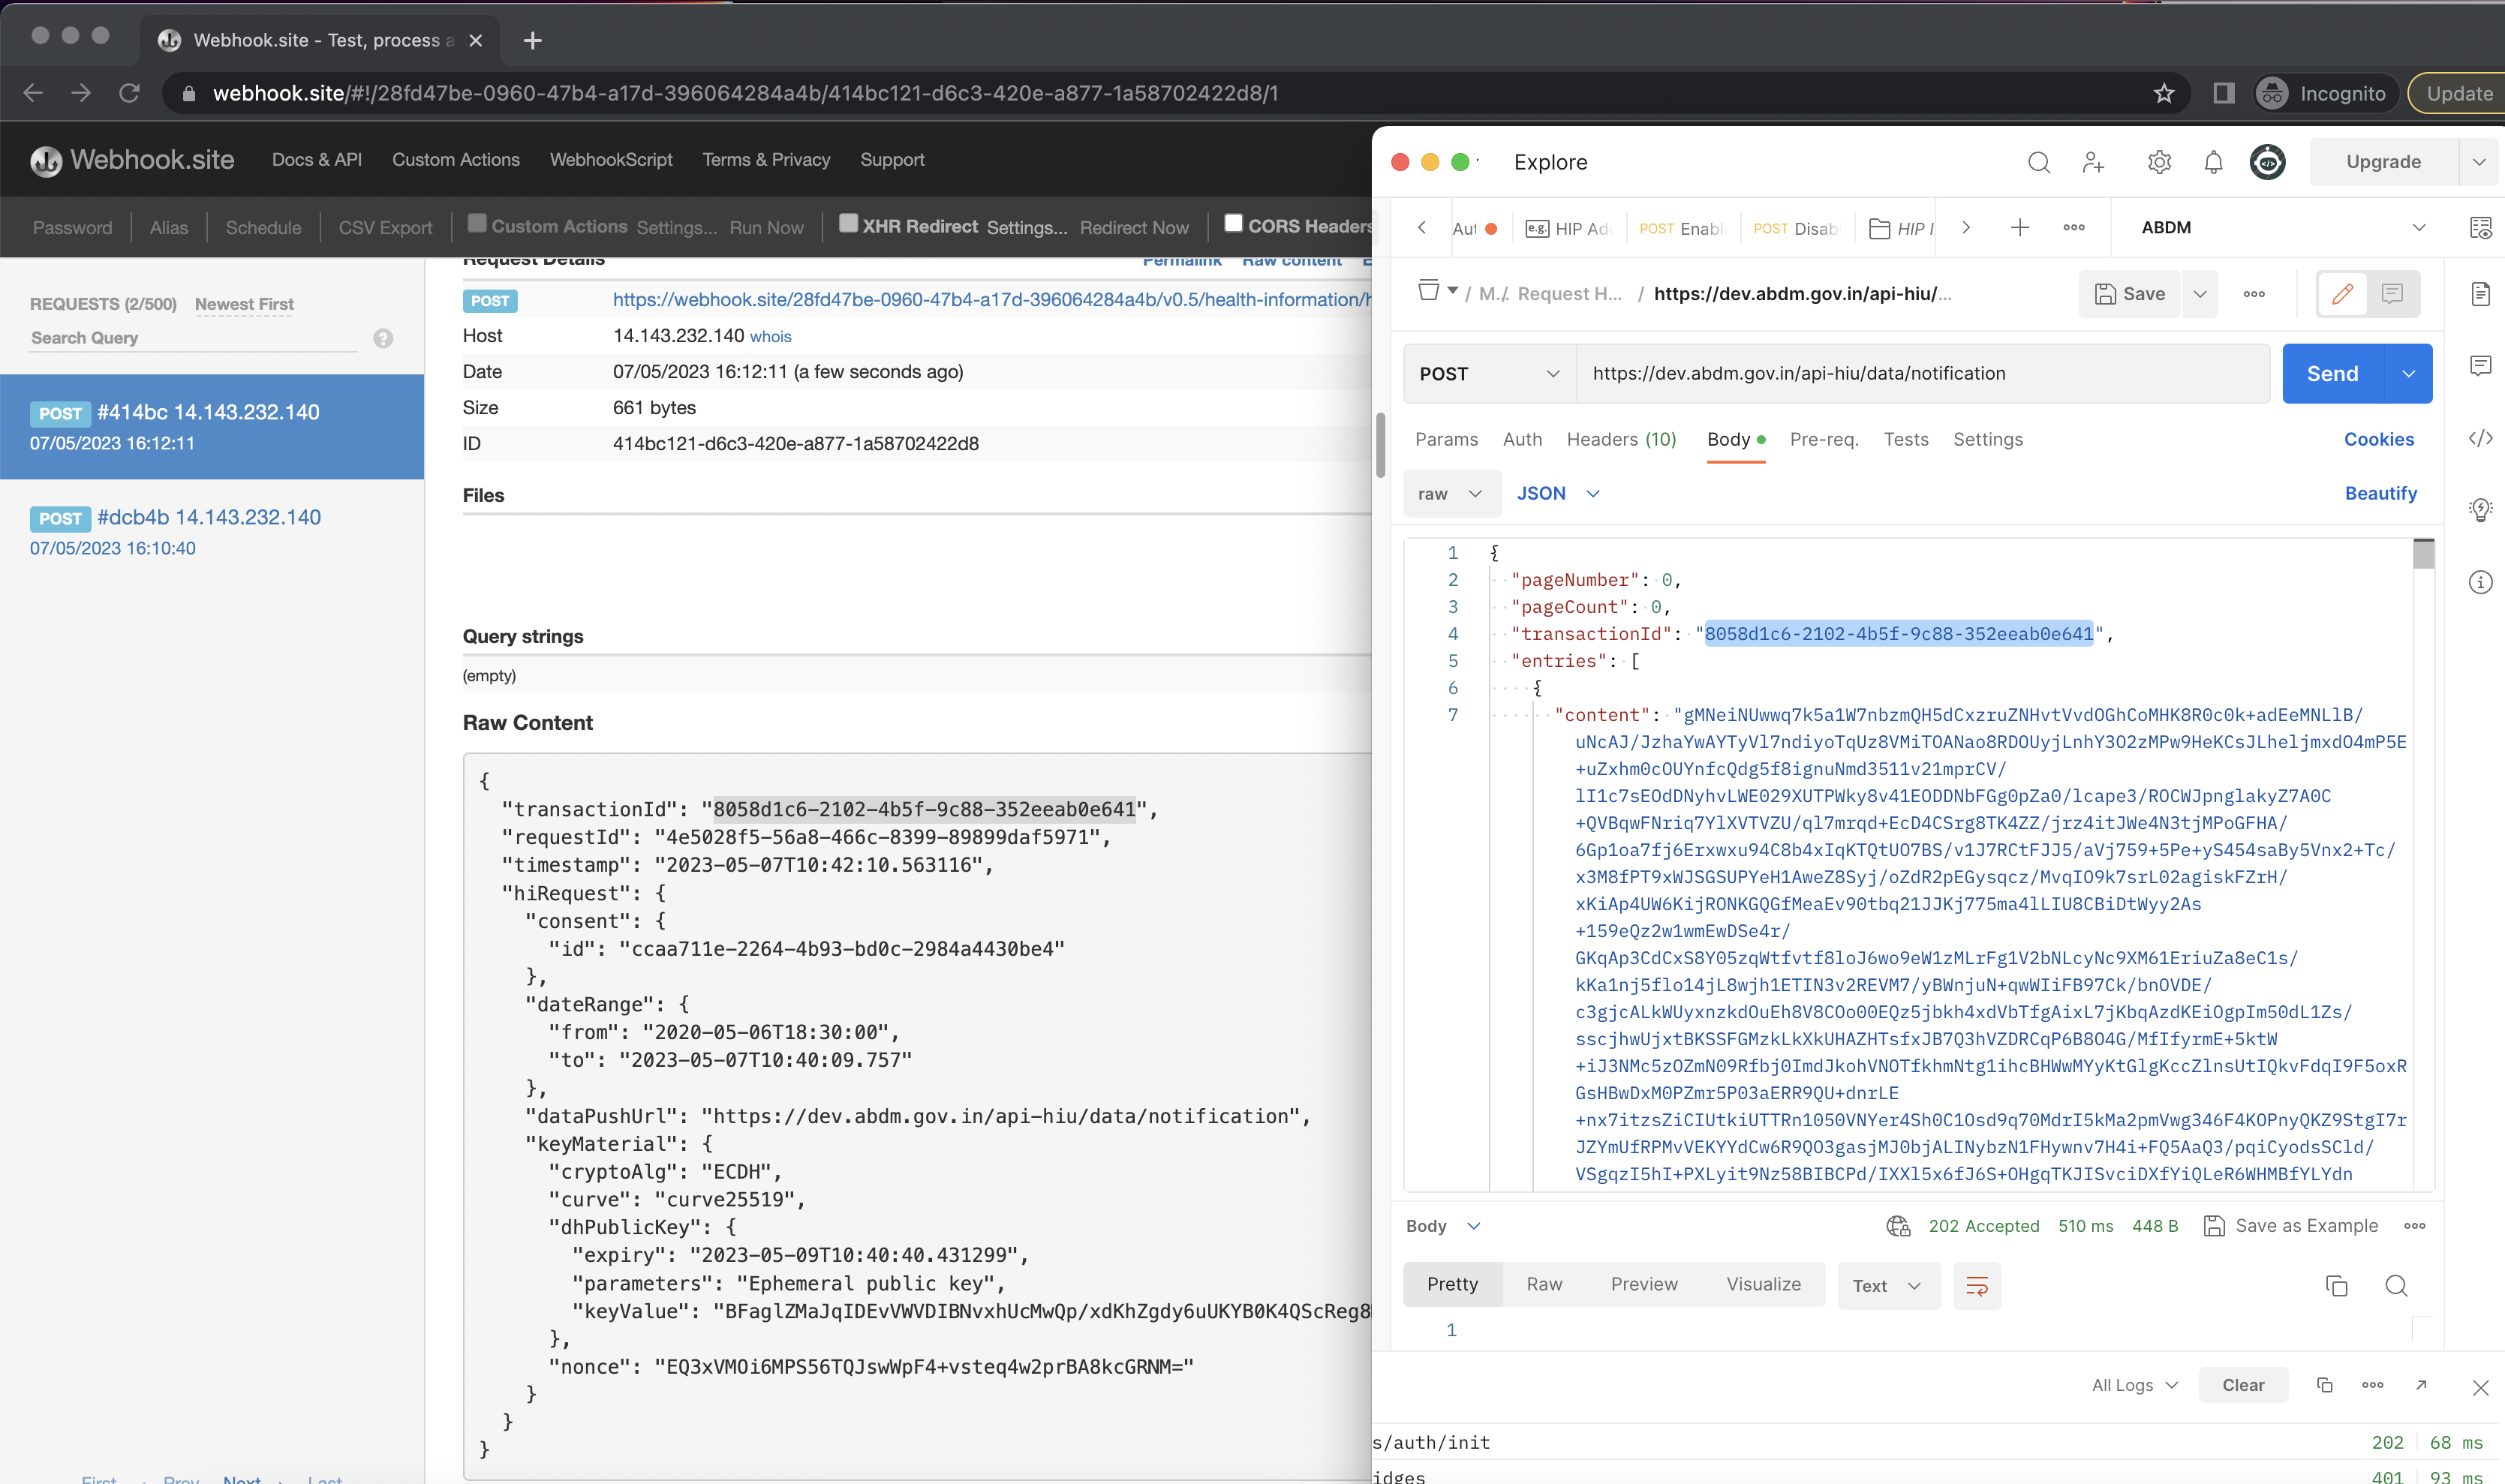 Webhook.site - Test, process a
webhook.site/#!/28fd47be-0960-47b4-a17d-396064284a4b/414bc121-d6c3-420e-a877-1a58702422d8/1
Incognito
Update
Webhook.site
Docs & API
Custom Actions
WebhookScript
Terms & Privacy
Support
Password
Alias
Schedule
CSV Export
Custom Actions Settings... Run Now
XHR Redirect Settings... Redirect Now
CORS Headers
REQUESTS (2/500) Newest First
Search Query
?
POST #414bc 14.143.232.140
07/05/2023 16:12:11
POST #dcb4b 14.143.232.140
07/05/2023 16:10:40
First
Prev
Next
Last
Request Details
Permalink
Raw content
POST https://webhook.site/28fd47be-0960-47b4-a17d-396064284a4b/v0.5/health-information/
Host 14.143.232.140 whois
Date 07/05/2023 16:12:11 (a few seconds ago)
Size 661 bytes
ID 414bc121-d6c3-420e-a877-1a58702422d8
Files
Query strings
(empty)
Raw Content
{
"transactionId": "8058d1c6-2102-4b5f-9c88-352eeab0e641",
"requestId": "4e5028f5-56a8-466c-8399-89899daf5971",
"timestamp": "2023-05-07T10:42:10.563116",
"hiRequest": {
"consent": {
"id": "ccaa711e-2264-4b93-bd0c-2984a4430be4"
},
"dateRange": {
"from": "2020-05-06T18:30:00",
"to": "2023-05-07T10:40:09.757"
},
"dataPushUrl": "https://dev.abdm.gov.in/api-hiu/data/notification",
"keyMaterial": {
"cryptoAlg": "ECDH",
"curve": "curve25519",
"dhPublicKey": {
"expiry": "2023-05-09T10:40:40.431299",
"parameters": "Ephemeral public key",
"keyValue": "BFaglZMaJqIDEvVWVDIBNvxhUcMwQp/xdKhZgdy6uUKYB0K4QScReg8
},
"nonce": "EQ3xVMOi6MPS56TQJswWpF4+vsteq4w2prBA8kcGRNM="
}
}
}
Explore
Upgrade
Aut
e.g. HIP Ad
POST Enabl
POST Disab
HIP I
ABDM
/ M./. Request H... / https://dev.abdm.gov.in/api-hiu/...
Save
POST
https://dev.abdm.gov.in/api-hiu/data/notification
Send
Params
Auth
Headers (10)
Body
Pre-req.
Tests
Settings
Cookies
raw
JSON
Beautify
1 {
2 "pageNumber": 0,
3 "pageCount": 0,
4 "transactionId": "8058d1c6-2102-4b5f-9c88-352eeab0e641",
5 "entries": [
6 {
7 "content": "gMNeiNUwwq7k5a1W7nbzmQH5dCxzruZNHvtVvdOGhCoMHK8R0c0k+adEeMNLlB/
uNcAJ/JzhaYwAYTyVl7ndiyoTqUz8VMiTOANao8RDOUyjLnhY3O2zMPw9HeKCsJLheljmxdO4mP5E
+uZxhm0cOUYnfcQdg5f8ignuNmd3511v21mprCV/
lI1c7sEOdDNyhvLWE029XUTPWky8v41EODDNbFGg0pZa0/lcape3/ROCWJpnglakyZ7A0C
+QVBqwFNriq7YlXVTVZU/ql7mrqd+EcD4CSrg8TK4ZZ/jrz4itJWe4N3tjMPoGFHA/
6Gp1oa7fj6Erxwxu94C8b4xIqKTQtUO7BS/v1J7RCtFJJ5/aVj759+5Pe+yS454saBy5Vnx2+Tc/
x3M8fPT9xWJSGSUPYeH1AweZ8Syj/oZdR2pEGysqcz/MvqIO9k7srL02agiskFZrH/
xKiAp4UW6KijRONKGQGfMeaEv90tbq21JJKj775ma4lLIU8CBiDtWyy2As
+159eQz2w1wmEwDSe4r/
GKqAp3CdCxS8Y05zqWtfvtf8loJ6wo9eW1zMLrFg1V2bNLcyNc9XM61EriuZa8eC1s/
kKa1nj5flo14jL8wjh1ETIN3v2REVM7/yBWnjuN+qwWIiFB97Ck/bnOVDE/
c3gjcALkWUyxnzkdOuEh8V8COo00EQz5jbkh4xdVbTfgAixL7jKbqAzdKEiOgpIm50dL1Zs/
sscjhwUjxtBKSSFGMzkLkXkUHAZHTsfxJB7Q3hVZDRCqP6B8O4G/MfIfyrmE+5ktW
+iJ3NMc5zOZmN09Rfbj0ImdJkohVNOTfkhmNtg1ihcBHWwMYyKtGlgKccZlnsUtIQkvFdqI9F5oxR
GsHBwDxM0PZmr5P03aERR9QU+dnrLE
+nx7itzsZiCIUtkiUTTRn1050VNYer4Sh0C1Osd9q70MdrI5kMa2pmVwg346F4KOPnyQKZ9StgI7r
JZYmUfRPMvVEKYYdCw6R9QO3gasjMJ0bjALINybzN1FHywnv7H4i+FQ5AaQ3/pqiCyodsSCld/
VSgqzI5hI+PXLyit9Nz58BIBCPd/IXXl5x6fJ6S+OHgqTKJISvciDXfYiQLeR6WHMBfYLYdn
Body
202 Accepted 510 ms 448 B
Save as Example
Pretty
Raw
Preview
Visualize
Text
1
All Logs
Clear
s/auth/init
202 68 ms
idges
401 93 ms